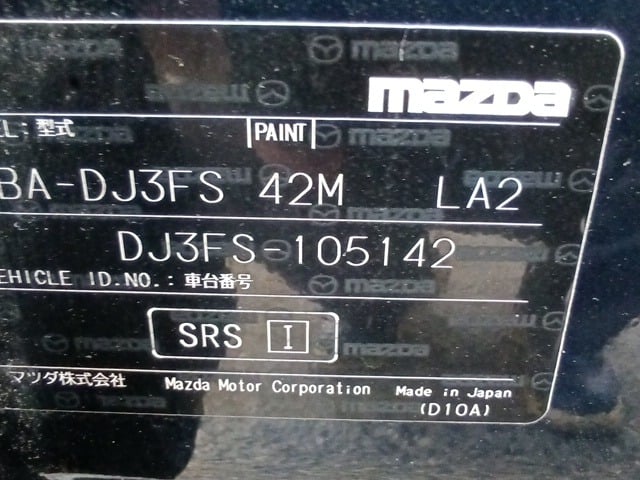 mazda
EL:型式 PAINT
BA-DJ3FS 42M LA2
DJ3FS-105142
EHICLE ID.NO.:車台番号
SRS I
マツダ株式会社 Mazda Motor Corporation Made in Japan
(D10A)